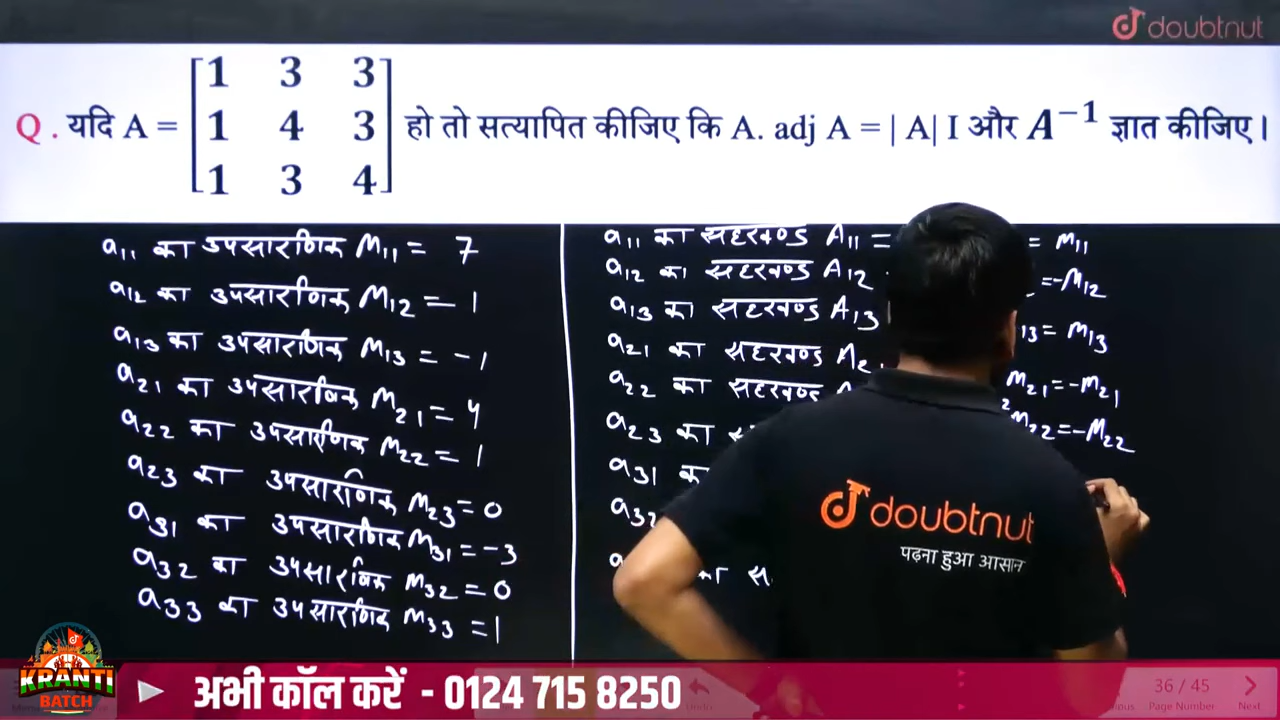 doubtnut
Q . यदि A = [1 3 3
1 4 3
1 3 4] हो तो सत्यापित कीजिए कि A. adj A = | A| I और A⁻¹ ज्ञात कीजिए।
a₁₁ का उपसारणिक M₁₁ = 7
a₁₂ का उपसारणिक M₁₂ = 1
a₁₃ का उपसारणिक M₁₃ = -1
a₂₁ का उपसारणिक M₂₁ = 4
a₂₂ का उपसारणिक M₂₂ = 1
a₂₃ का उपसारणिक M₂₃ = 0
a₃₁ का उपसारणिक M₃₁ = -3
a₃₂ का उपसारणिक M₃₂ = 0
a₃₃ का उपसारणिक M₃₃ = 1
a₁₁ का सहखण्ड A₁₁ = = M₁₁
a₁₂ का सहखण्ड A₁₂ = -M₁₂
a₁₃ का सहखण्ड A₁₃ 13 = M₁₃
a₂₁ का सहखण्ड M₂₁ = -M₂₁
a₂₂ का सहखण्ड M₂₂ = -M₂₂
a₂₃ का
a₃₁ का
a₃₂
doubtnut
पढ़ना हुआ आसान
KRANTI
BATCH
अभी कॉल करें - 0124 715 8250
Undo
36 / 45
Page Number
Next